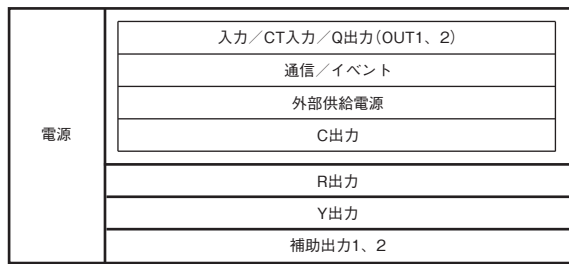 電源
入力／CT入力／Q出力（OUT1、2）
通信／イベント
外部供給電源
C出力
R出力
Y出力
補助出力1、2